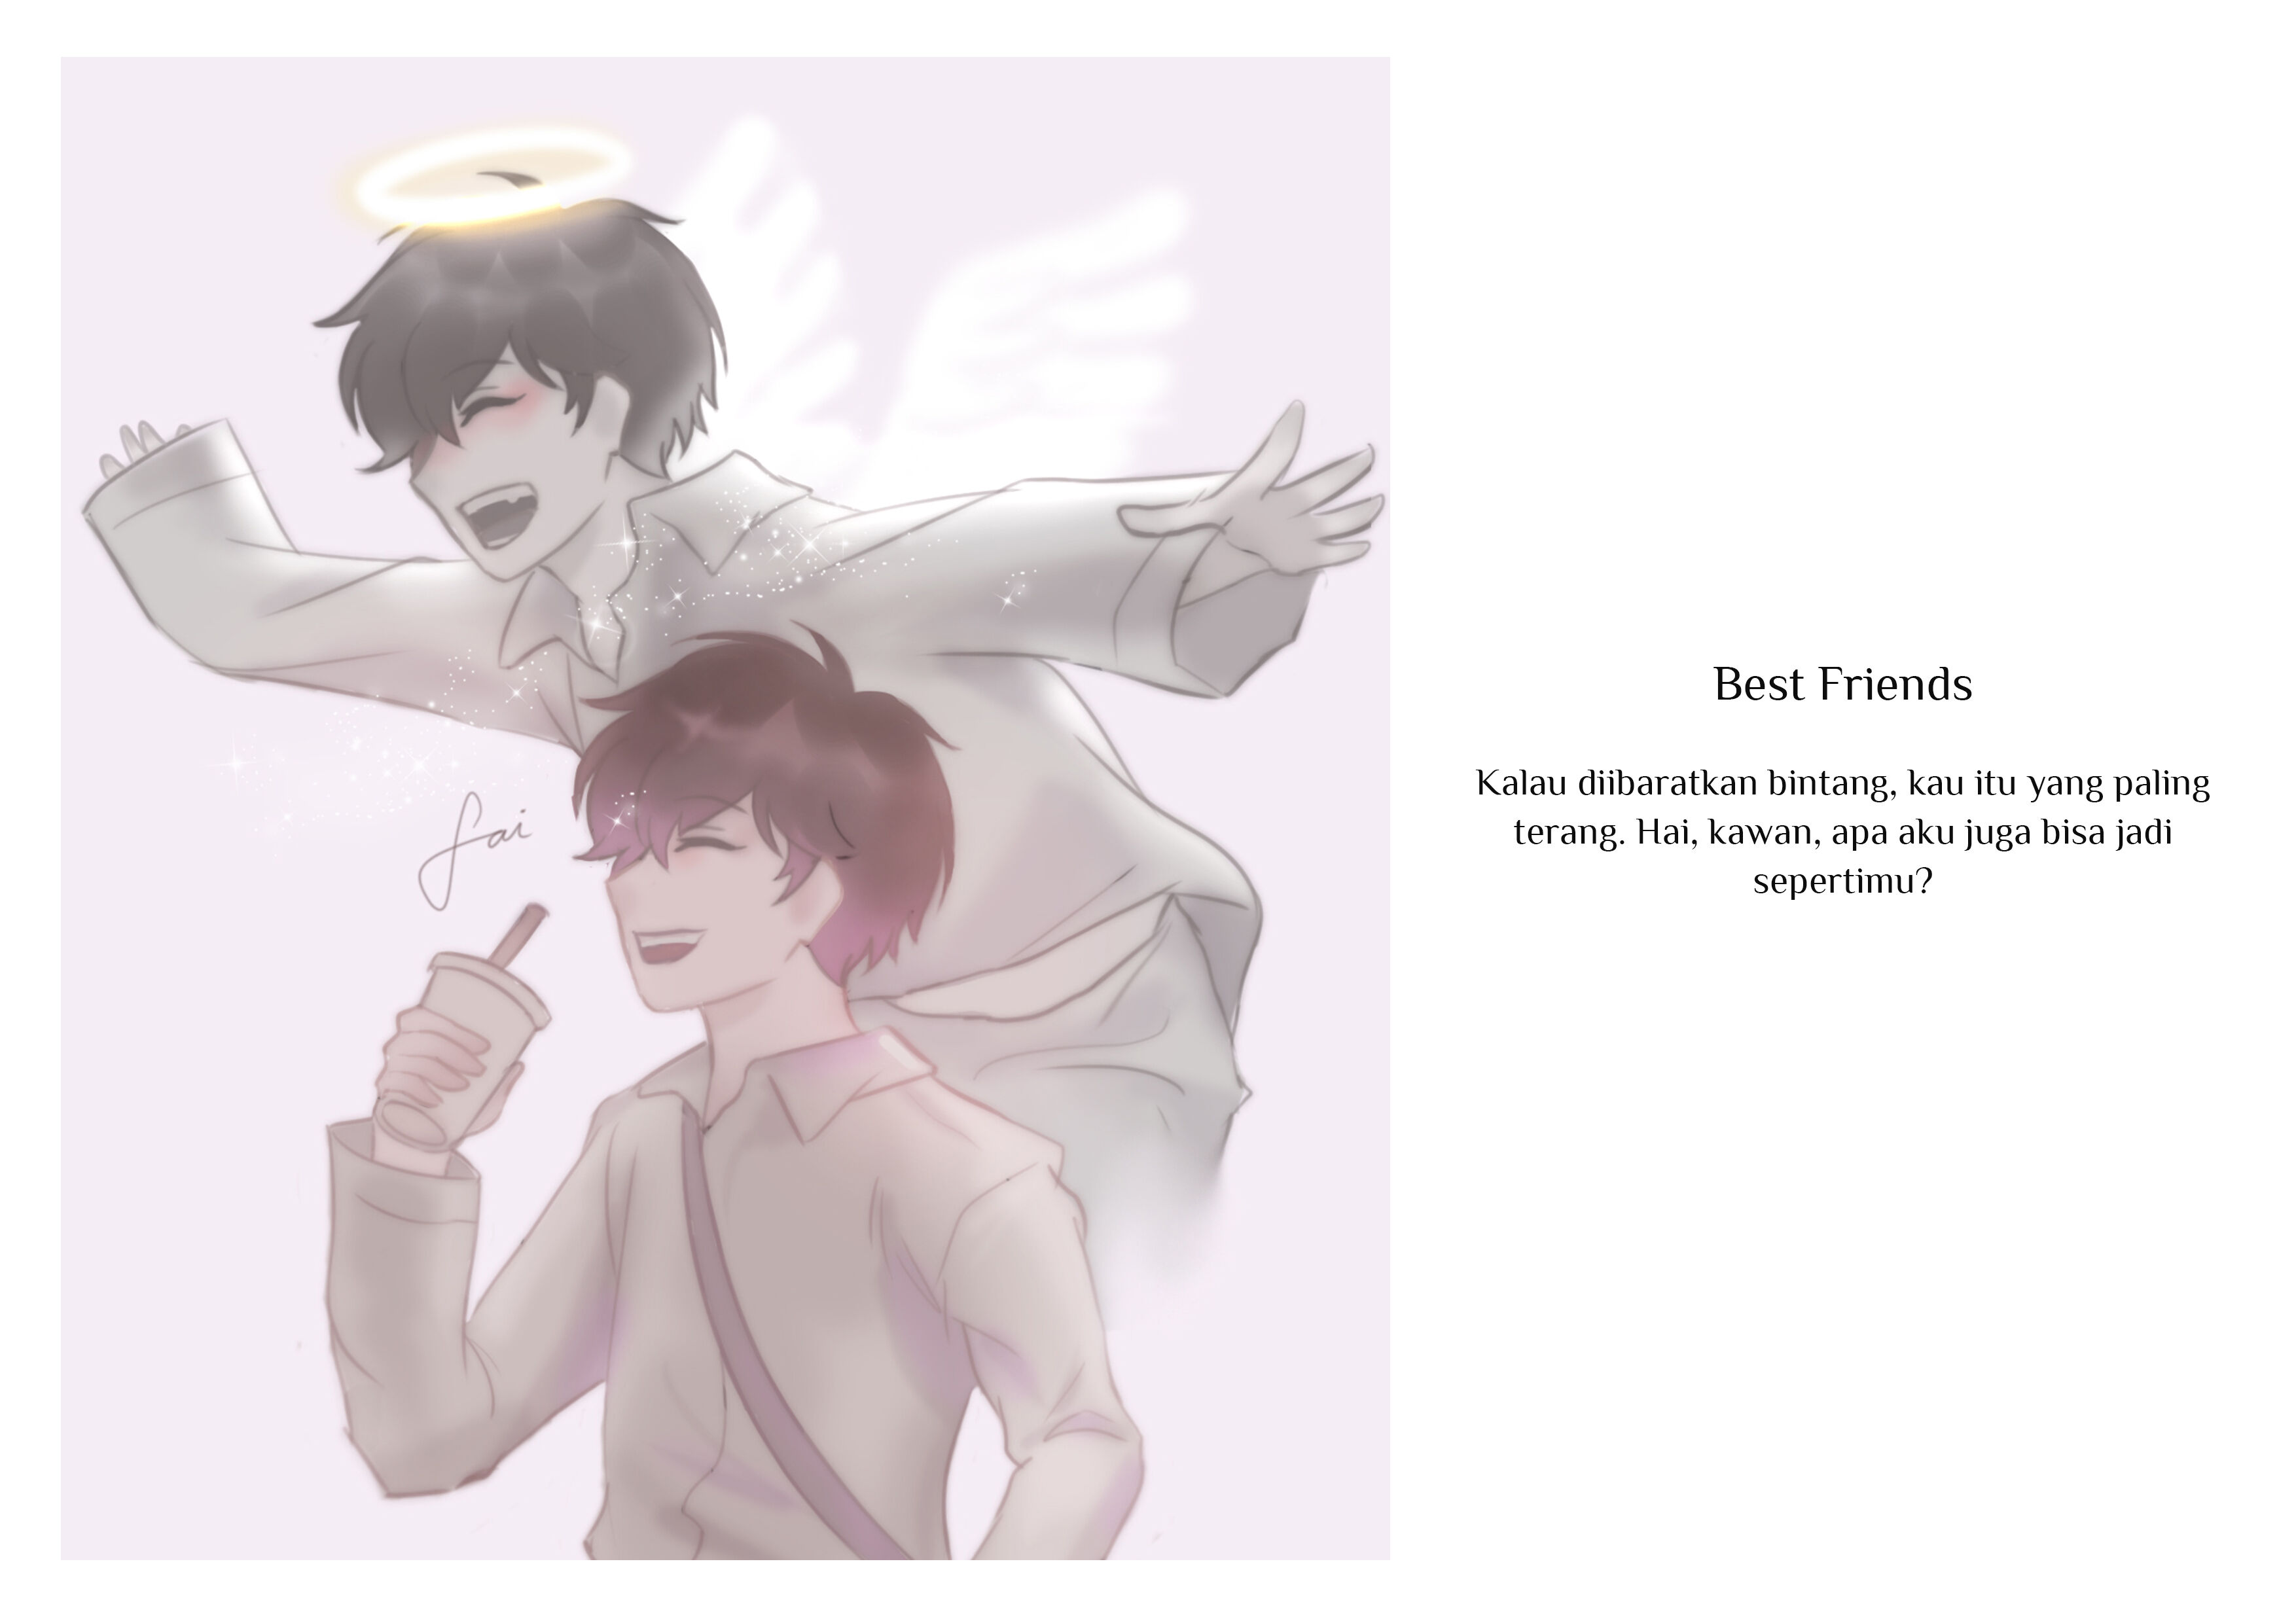 fai
Best Friends
Kalau diibaratkan bintang, kau itu yang paling
terang. Hai, kawan, apa aku juga bisa jadi
sepertimu?